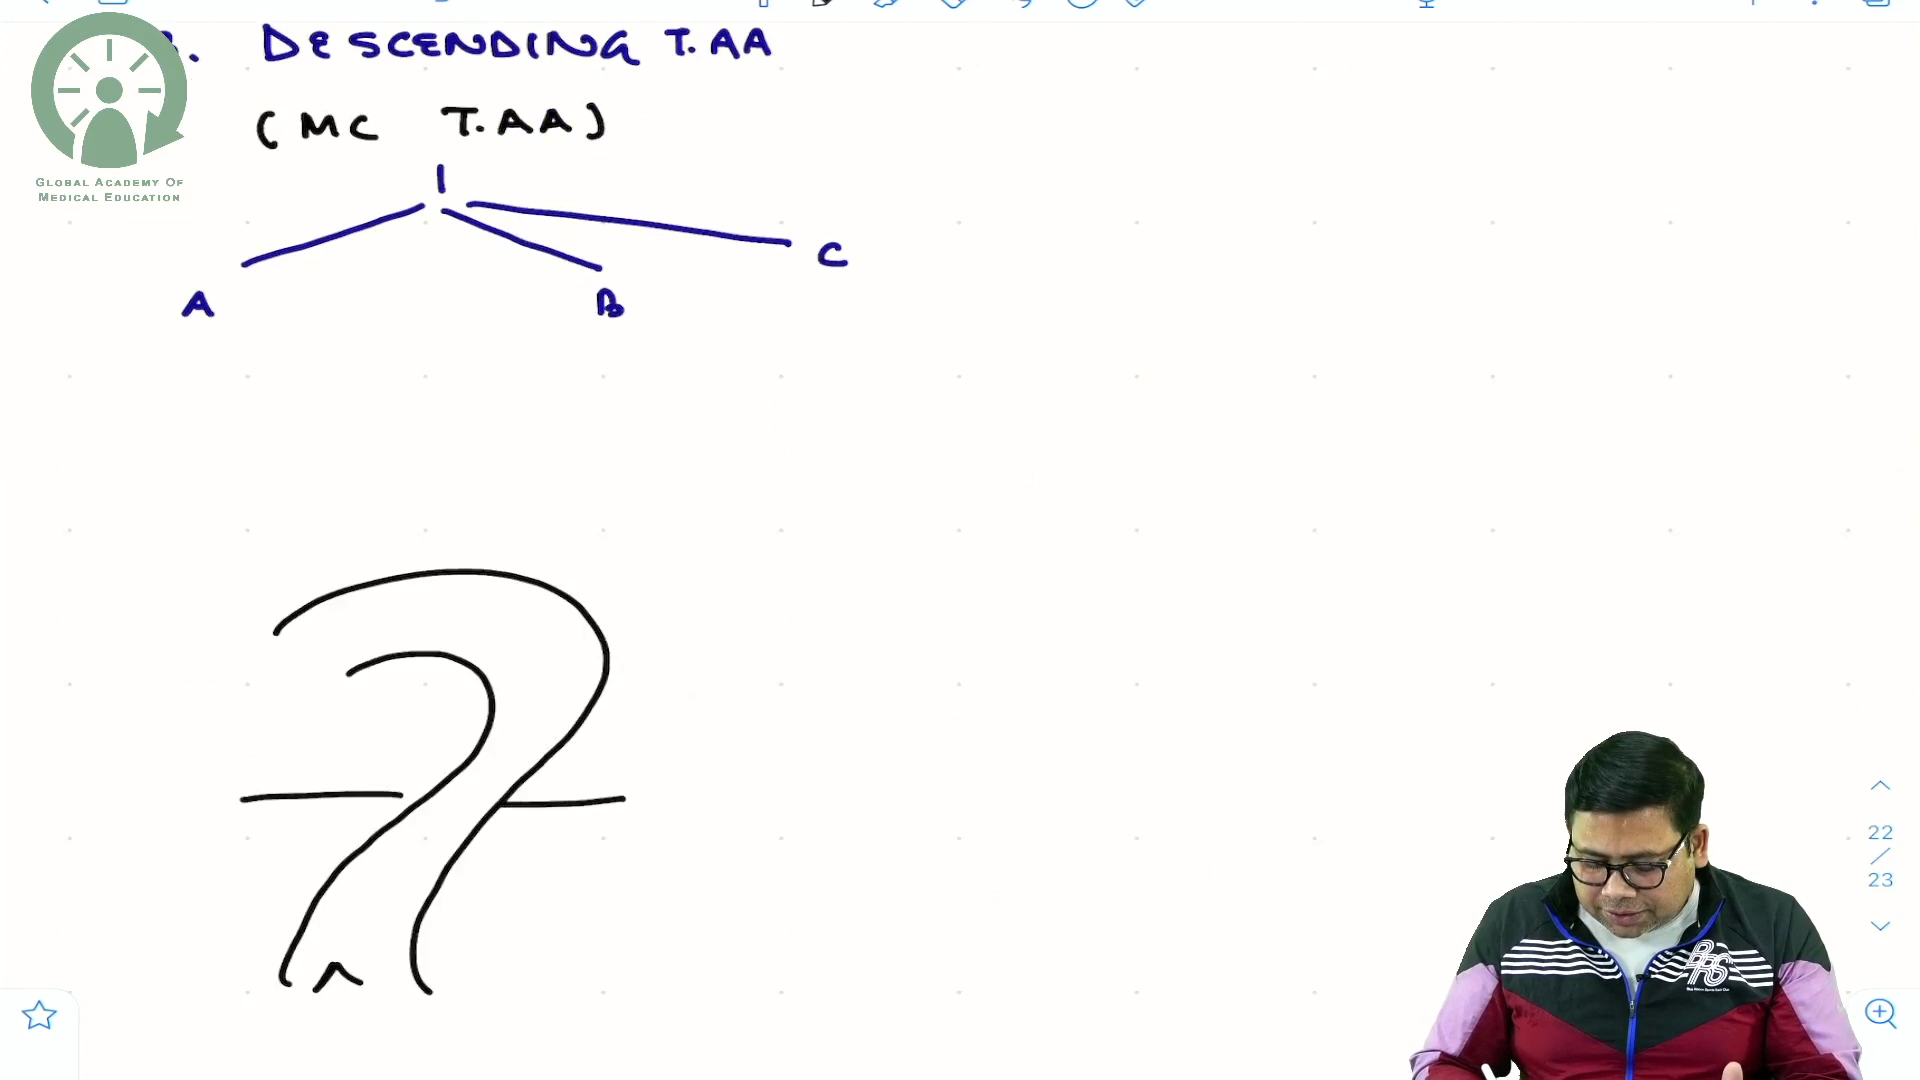 DESCENDING T.AA
(MC T.AA)
A
B
C
GLOBAL ACADEMY OF
MEDICAL EDUCATION
22
23